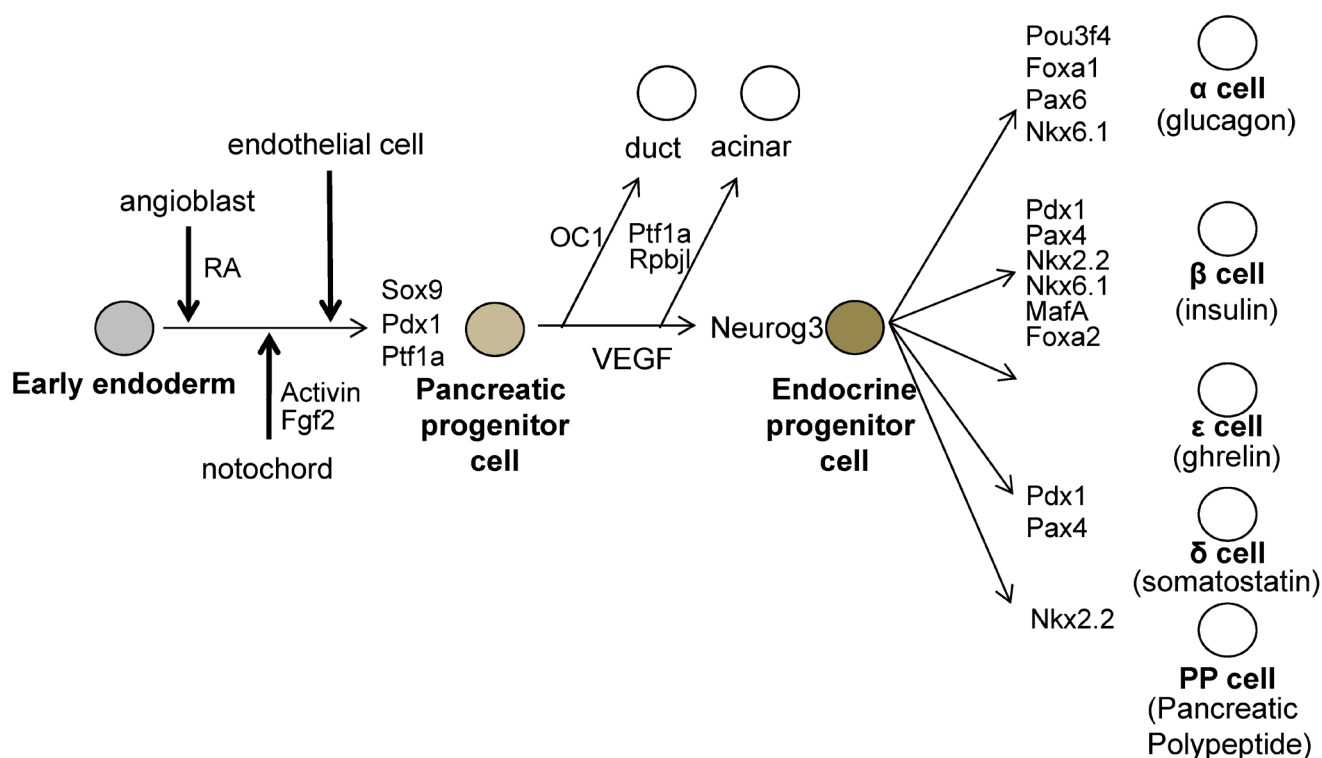 angioblast
RA
endothelial cell
Early endoderm
Activin
Fgf2
notochord
Sox9
Pdx1
Ptf1a
Pancreatic
progenitor
cell
duct
acinar
OC1
Ptf1a
Rpbjl
VEGF
Neurog3
Endocrine
progenitor
cell
Pou3f4
Foxa1
Pax6
Nkx6.1
α cell
(glucagon)
Pdx1
Pax4
Nkx2.2
Nkx6.1
MafA
Foxa2
β cell
(insulin)
ε cell
(ghrelin)
Pdx1
Pax4
δ cell
(somatostatin)
Nkx2.2
PP cell
(Pancreatic
Polypeptide)